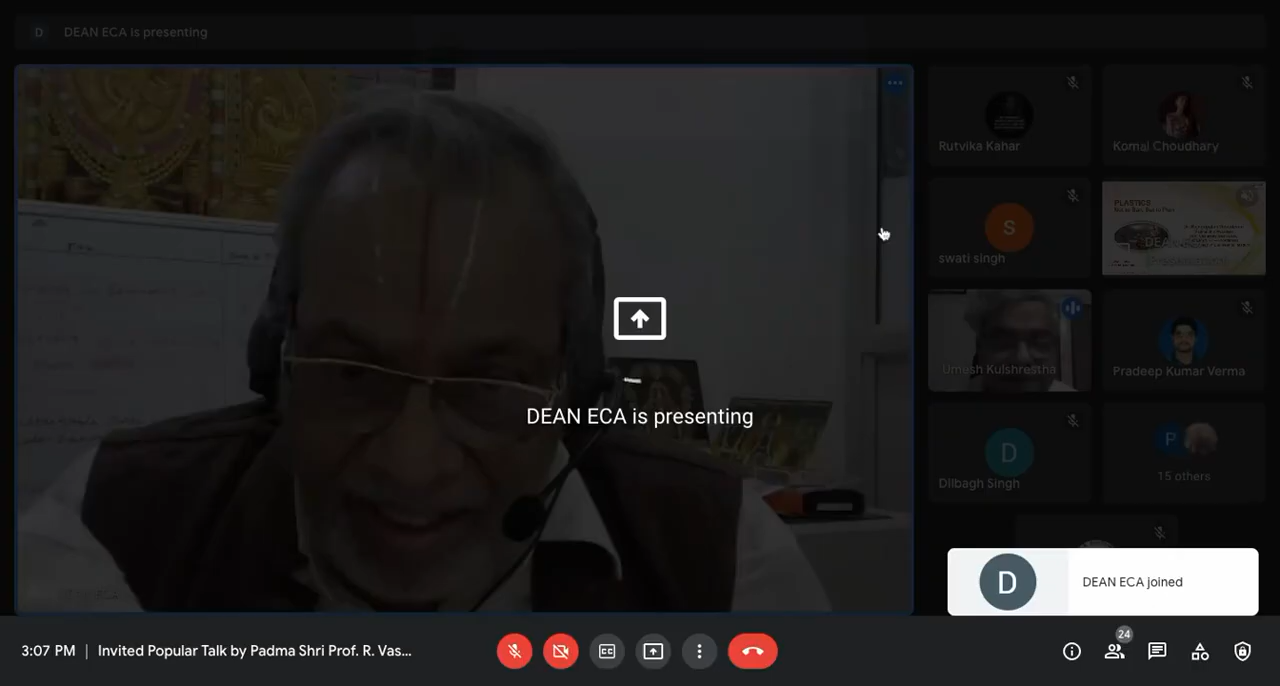 D DEAN ECA is presenting
Rutvika Kahar
Komal Choudhary
S
swati singh
PLASTICS
Umesh Kulshrestha
Pradeep Kumar Verma
D
Dilbagh Singh
P
15 others
DEAN ECA is presenting
D DEAN ECA joined
3:07 PM | Invited Popular Talk by Padma Shri Prof. R. Vas...
CC
24